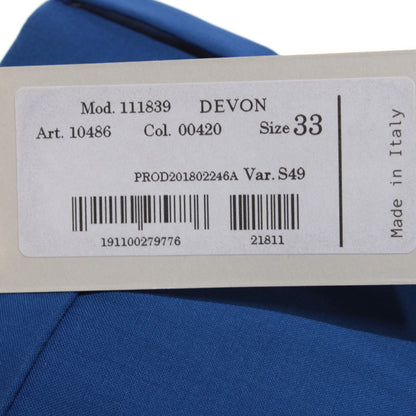 Mod. 111839 DEVON
Art. 10486 Col. 00420 Size 33
PROD201802246A Var. S49
191100279776 21811
Made in Italy